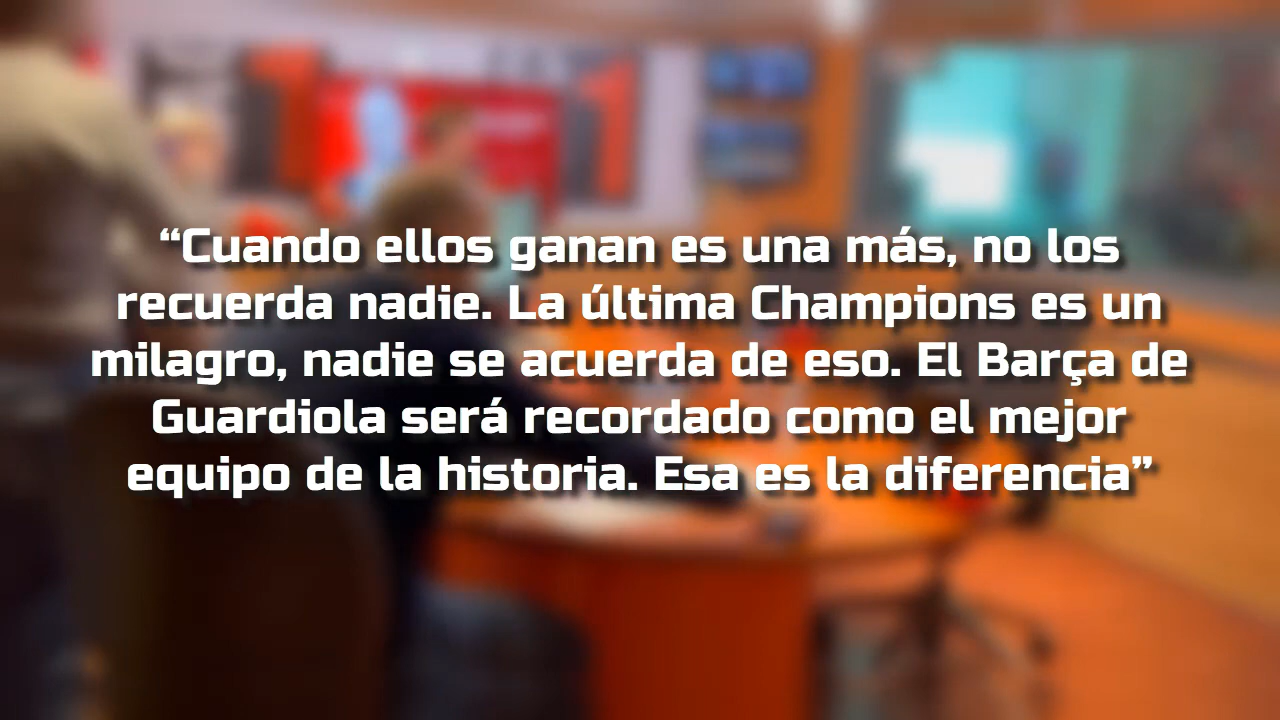 “Cuando ellos ganan es una más, no los
recuerda nadie. La última Champions es un
milagro, nadie se acuerda de eso. El Barça de
Guardiola será recordado como el mejor
equipo de la historia. Esa es la diferencia”